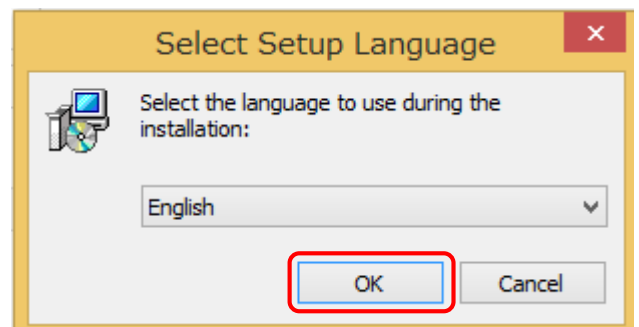 Select Setup Language
Select the language to use during the
installation:
English
OK
Cancel